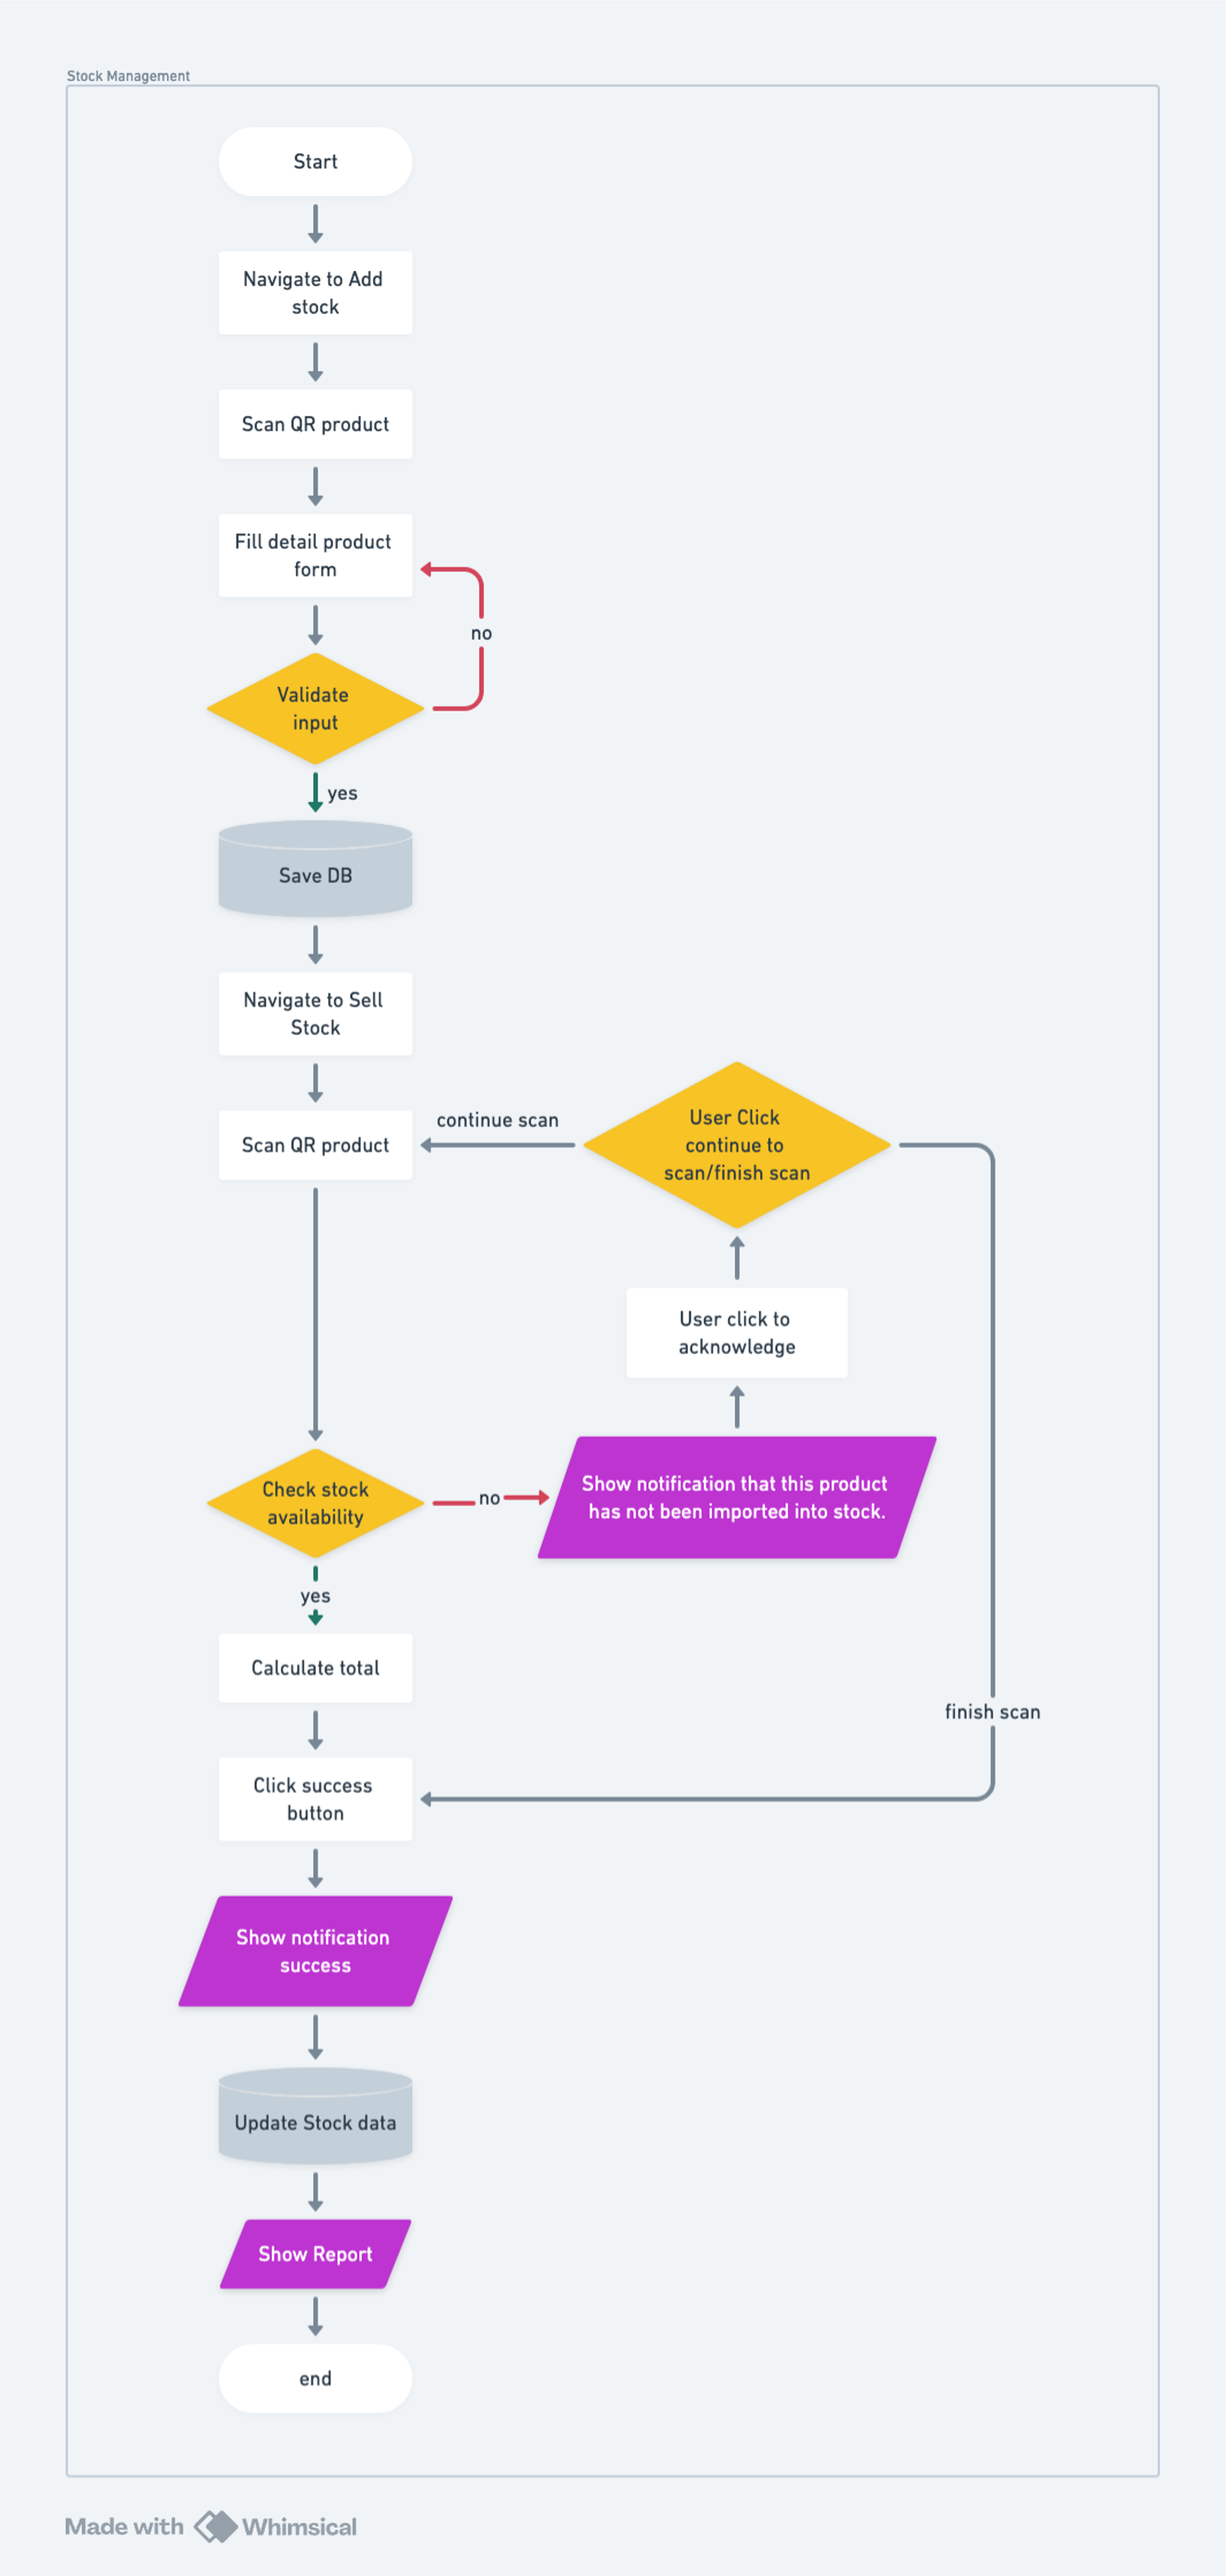 Stock Management
Start
Navigate to Add
stock
Scan QR product
Fill detail product
form
no
Validate
input
yes
Save DB
Navigate to Sell
Stock
Scan QR product
continue scan
User Click
continue to
scan/finish scan
User click to
acknowledge
Check stock
availability
no
Show notification that this product
has not been imported into stock.
yes
Calculate total
finish scan
Click success
button
Show notification
success
Update Stock data
Show Report
end
Made with Whimsical